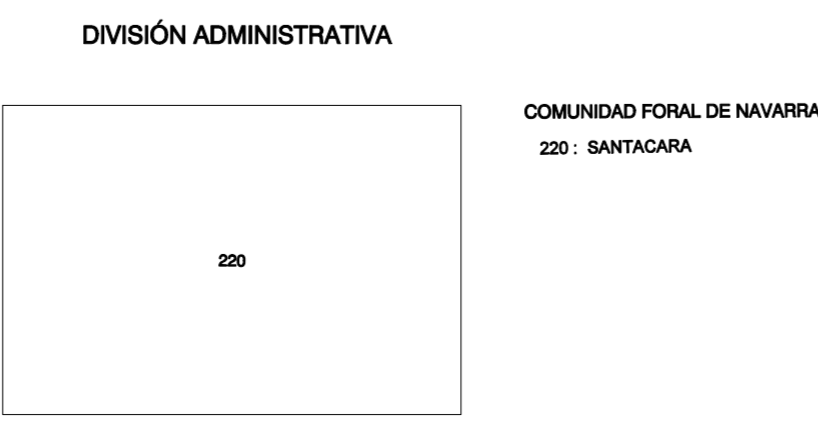 DIVISIÓN ADMINISTRATIVA
220
COMUNIDAD FORAL DE NAVARRA
220 : SANTACARA